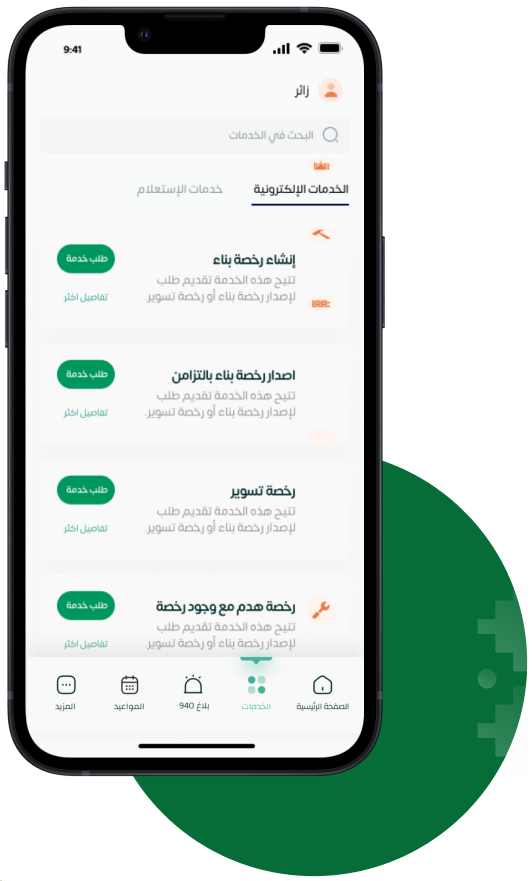 9:41
زائر
البحث في الخدمات
الخدمات الإلكترونية
خدمات الإستعلام
إنشاء رخصة بناء
تتيح هذه الخدمة تقديم طلب
لإصدار رخصة بناء أو رخصة تسوير.
طلب خدمة
تفاصيل اكثر
اصدار رخصة بناء بالتزامن
تتيح هذه الخدمة تقديم طلب
لإصدار رخصة بناء أو رخصة تسوير.
طلب خدمة
تفاصيل اكثر
رخصة تسوير
تتيح هذه الخدمة تقديم طلب
لإصدار رخصة بناء أو رخصة تسوير.
طلب خدمة
تفاصيل اكثر
رخصة هدم مع وجود رخصة
تتيح هذه الخدمة تقديم طلب
لإصدار رخصة بناء أو رخصة تسوير.
طلب خدمة
تفاصيل اكثر
الصفحة الرئيسية
الخدمات
بلاغ 940
المواعيد
المزيد